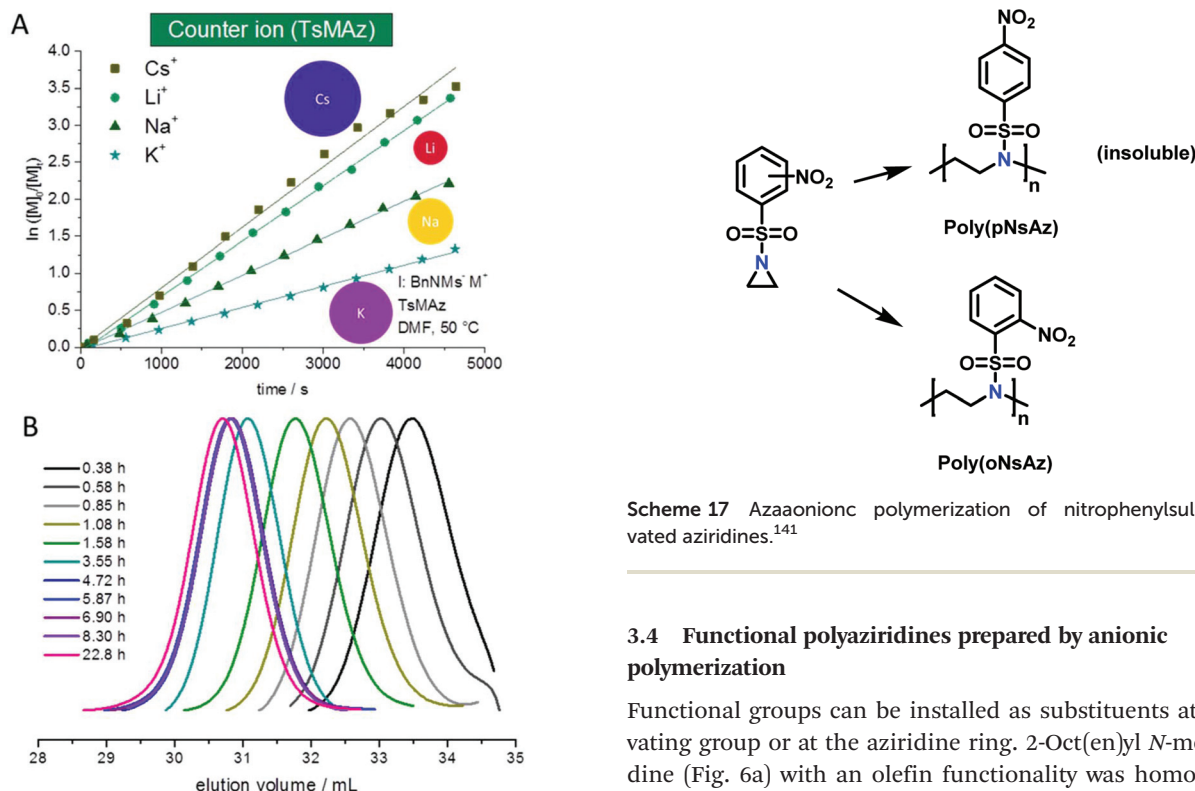 A
Counter ion (TsMAz)
4.0
3.5
3.0
2.5
2.0
1.5
1.0
0.5
0.0
ln ([M]₀/[M]ₜ)
Cs⁺
Li⁺
Na⁺
K⁺
Cs
Li
Na
K
I: BnNMs⁻ M⁺
TsMAz
DMF, 50 °C
0 1000 2000 3000 4000 5000
time / s
B
0.38 h
0.58 h
0.85 h
1.08 h
1.58 h
3.55 h
4.72 h
5.87 h
6.90 h
8.30 h
22.8 h
28 29 30 31 32 33 34 35
elution volume / mL
NO₂
O=S=O
N
NO₂
O=S=O
N
n
(insoluble)
Poly(pNsAz)
NO₂
O=S=O
N
n
Poly(oNsAz)
Scheme 17 Azaaonionc polymerization of nitrophenylsul
vated aziridines.¹⁴¹
3.4 Functional polyaziridines prepared by anionic
polymerization
Functional groups can be installed as substituents at
vating group or at the aziridine ring. 2-Oct(en)yl N-me
dine (Fig. 6a) with an olefin functionality was homo